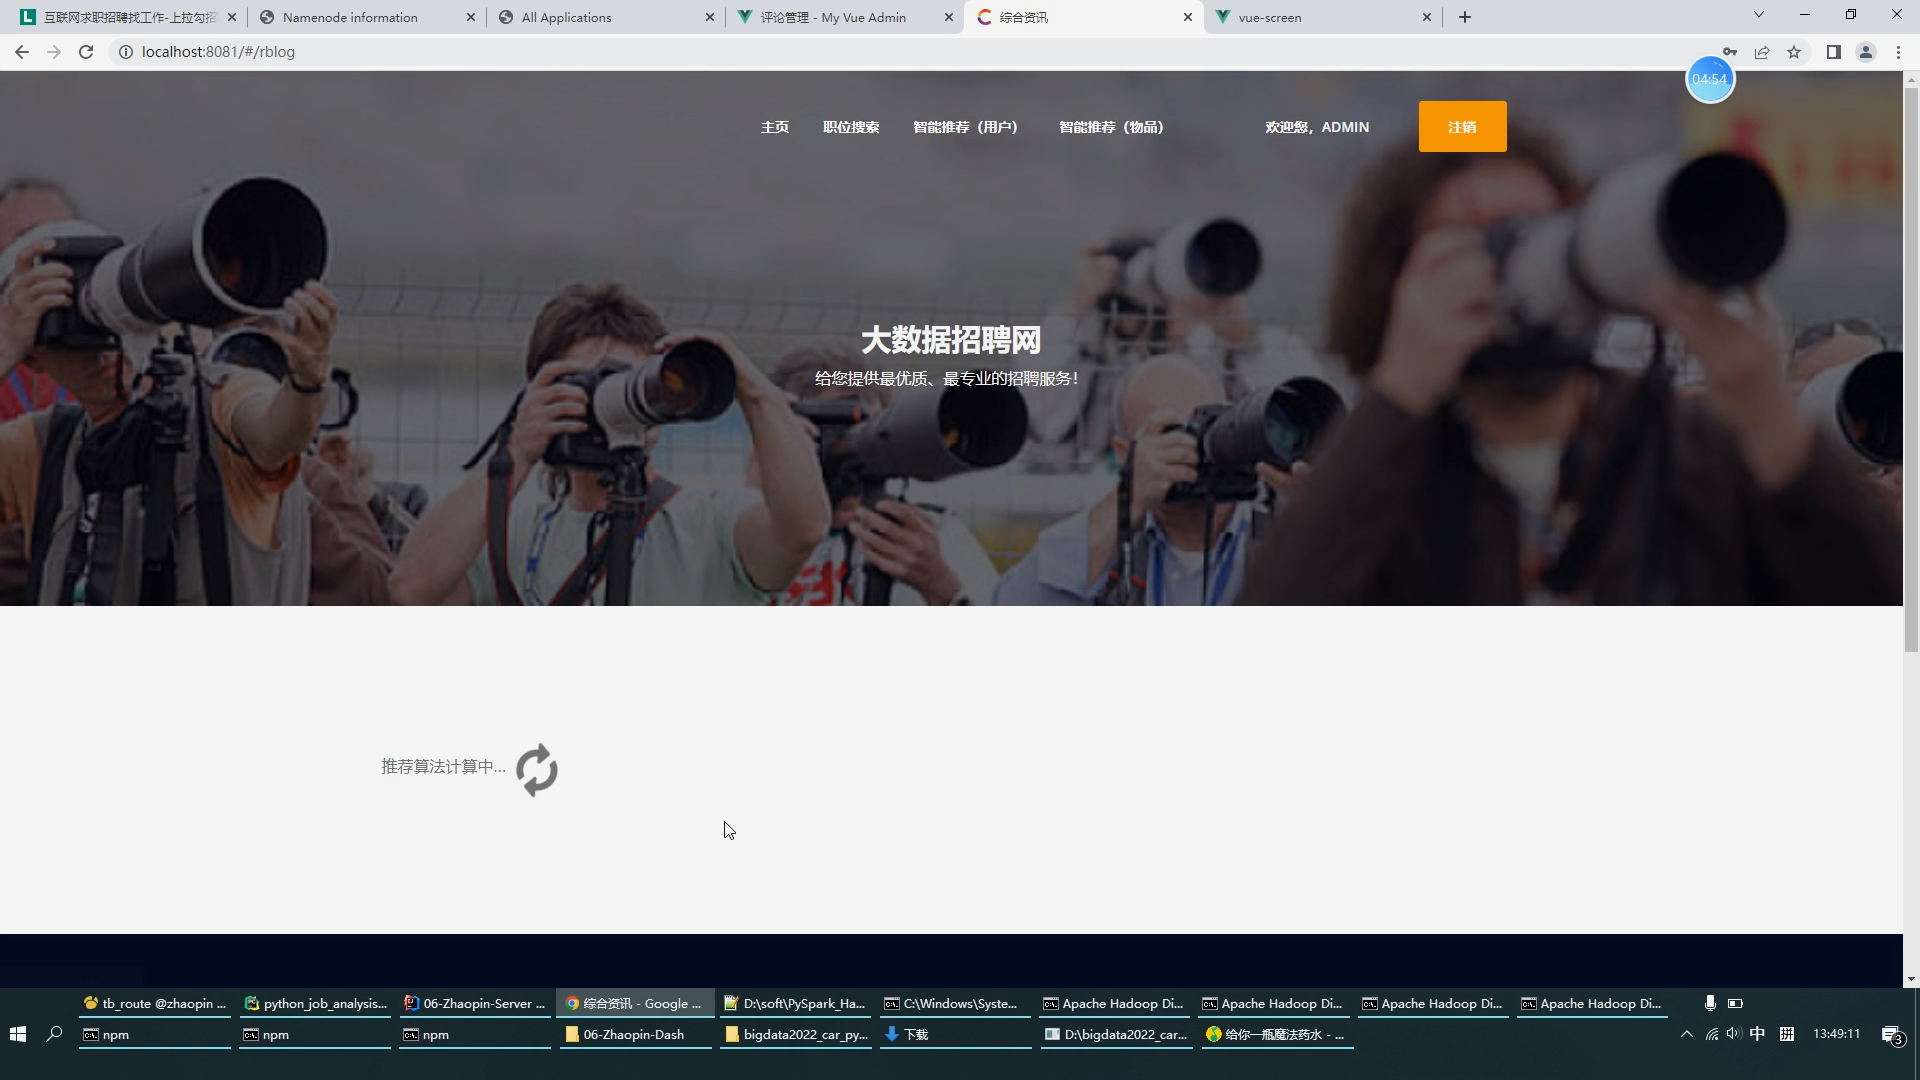 互联网求职招聘找工作-上拉勾招
Namenode information
All Applications
评论管理 - My Vue Admin
综合资讯
vue-screen
localhost:8081/#/rblog
04:54
主页
职位搜索
智能推荐（用户）
智能推荐（物品）
欢迎您，ADMIN
注销
大数据招聘网
给您提供最优质、最专业的招聘服务！
推荐算法计算中...
tb_route @zhaopin ...
python_job_analysis...
06-Zhaopin-Server ...
综合资讯 - Google ...
D:\soft\PySpark_Ha...
C:\Windows\Syste...
Apache Hadoop Di...
Apache Hadoop Di...
Apache Hadoop Di...
Apache Hadoop Di...
npm
npm
npm
06-Zhaopin-Dash
bigdata2022_car_py...
下载
D:\bigdata2022_car...
给你一瓶魔法药水 - ...
中
拼
13:49:11
3